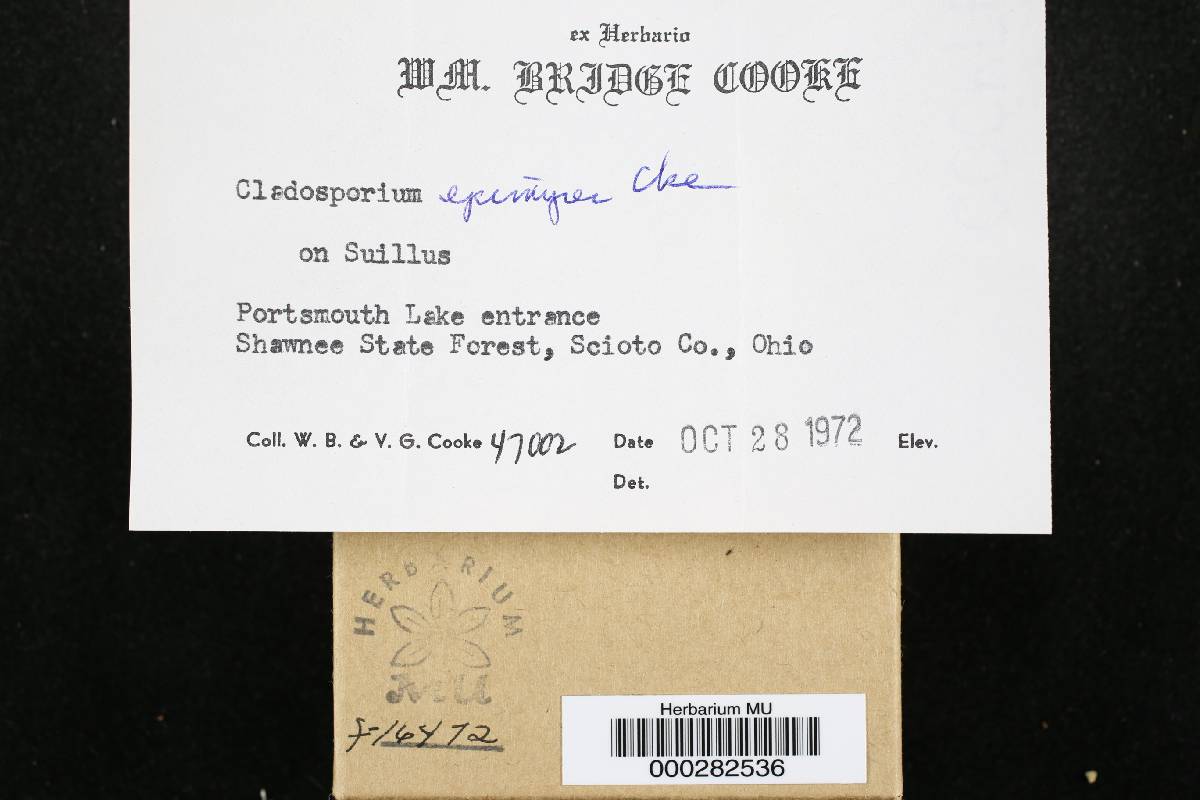 ex Herbario
WM. BRIDGE COOKE
Cladosporium epimyces Cke
on Suillus
Portsmouth Lake entrance
Shawnee State Forest, Scioto Co., Ohio
Coll. W. B. & V. G. Cooke 47002 Date OCT 28 1972 Elev.
Det.
HERBARIUM
MU
f-16472
Herbarium MU
000282536